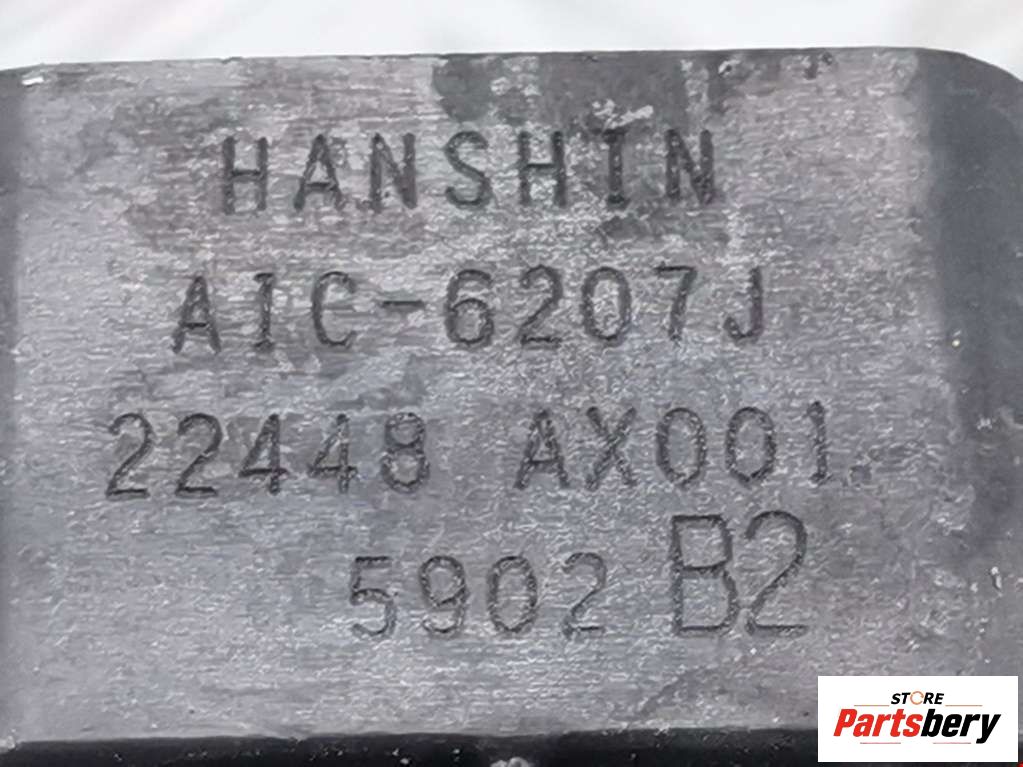 HANSHIN
AIC-6207J
22448 AX001.
5902 B2
STORE
Partsbery